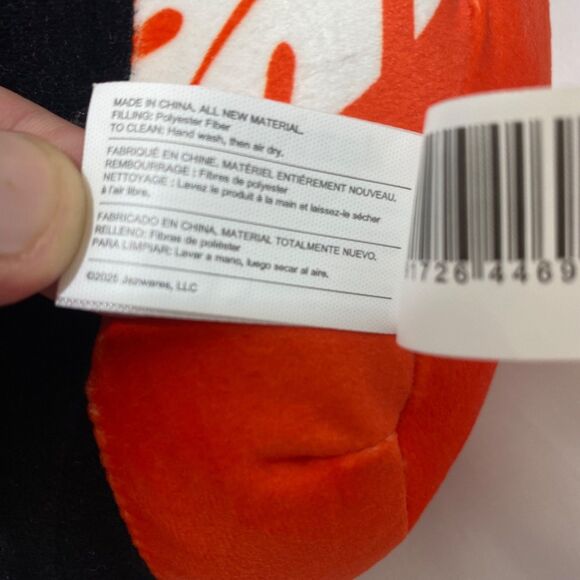 MADE IN CHINA. ALL NEW MATERIAL.
FILLING: Polyester Fiber
TO CLEAN: Hand wash, then air dry.
FABRIQUÉ EN CHINE. MATÉRIEL ENTIÉREMENT NOUVEAU,
REMBOURRAGE : Fibres de polyester
NETTOYAGE : Lavez le produit à la main et laissez-le sécher
à l'air libre.
FABRICADO EN CHINA, MATERIAL TOTALMENTE NUEVO.
RELLENO: Fibras de poliéster
PARA LIMPIAR: Lavar a mano, luego secar al aire.
©2025 Jazwares, LLC
1726 4469